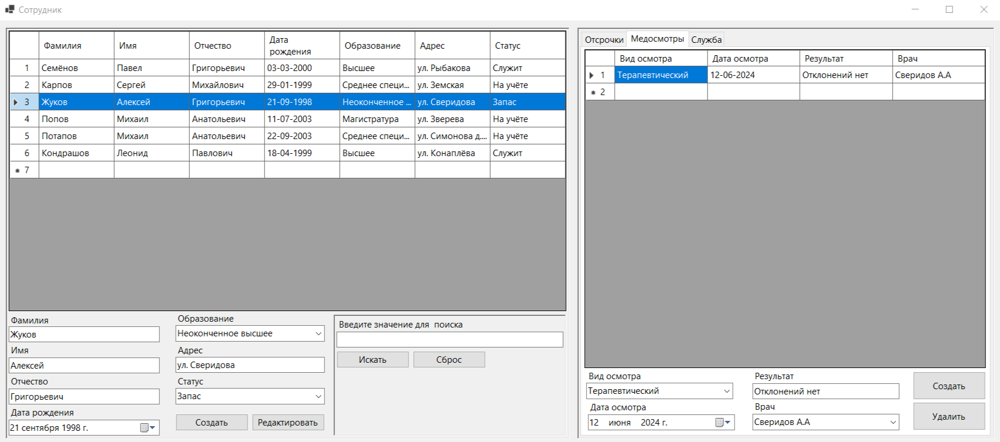 Сотрудник
Фамилия Имя Отчество Дата рождения Образование Адрес Статус
1 Семёнов Павел Григорьевич 03-03-2000 Высшее ул. Рыбакова Служит
2 Карпов Сергей Михайлович 29-01-1999 Среднее специ... ул. Земская На учёте
3 Жуков Алексей Григорьевич 21-09-1998 Неоконченное ... ул. Сверидова Запас
4 Попов Михаил Анатольевич 11-07-2003 Магистратура ул. Зверева На учёте
5 Потапов Михаил Анатольевич 22-09-2003 Среднее специ... ул. Симонова д.... На учёте
6 Кондрашов Леонид Павлович 18-04-1999 Высшее ул. Конаплёва Служит
7
Фамилия
Жуков
Имя
Алексей
Отчество
Григорьевич
Дата рождения
21 сентября 1998 г.
Образование
Неоконченное высшее
Адрес
ул. Сверидова
Статус
Запас
Создать Редактировать
Введите значение для поиска
Искать Сброс
Отсрочки Медосмотры Служба
Вид осмотра Дата осмотра Результат Врач
1 Терапевтический 12-06-2024 Отклонений нет Сверидов А.А
2
Вид осмотра
Терапевтический
Дата осмотра
12 июня 2024 г.
Результат
Отклонений нет
Врач
Сверидов А.А
Создать
Удалить